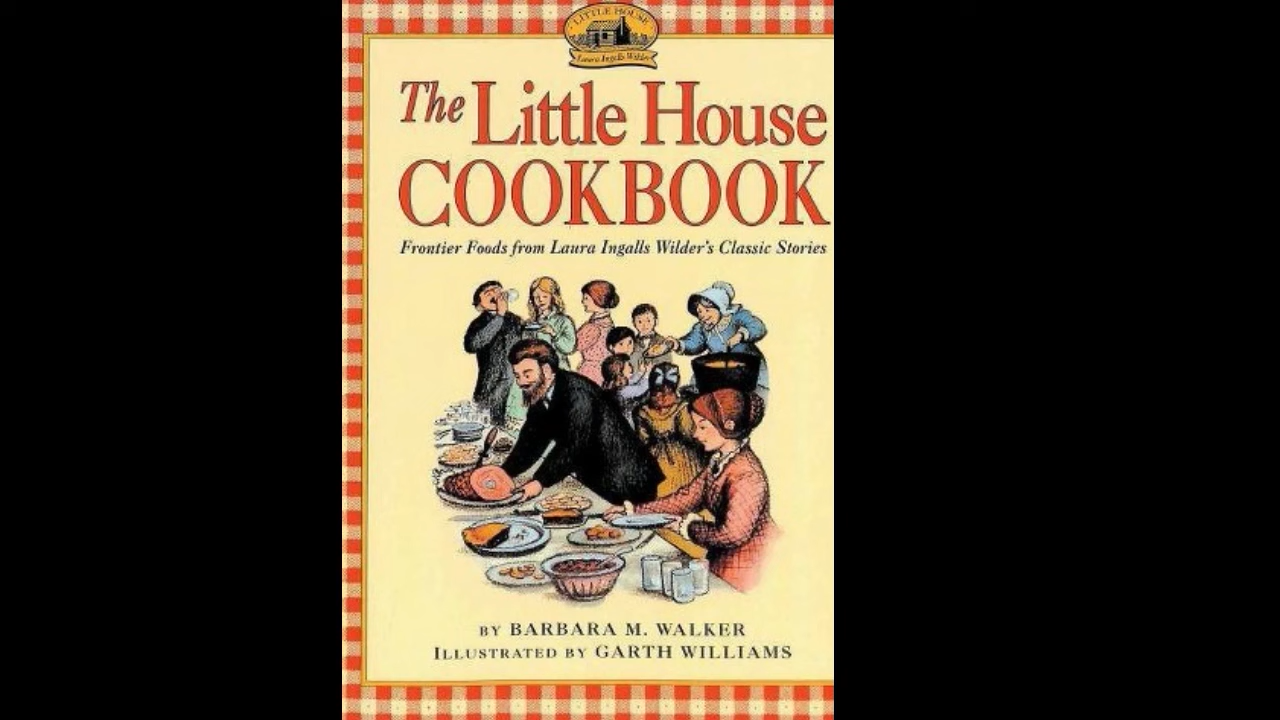 LITTLE HOUSE
Laura Ingalls Wilder
The Little House
COOKBOOK
Frontier Foods from Laura Ingalls Wilder's Classic Stories
BY BARBARA M. WALKER
ILLUSTRATED BY GARTH WILLIAMS